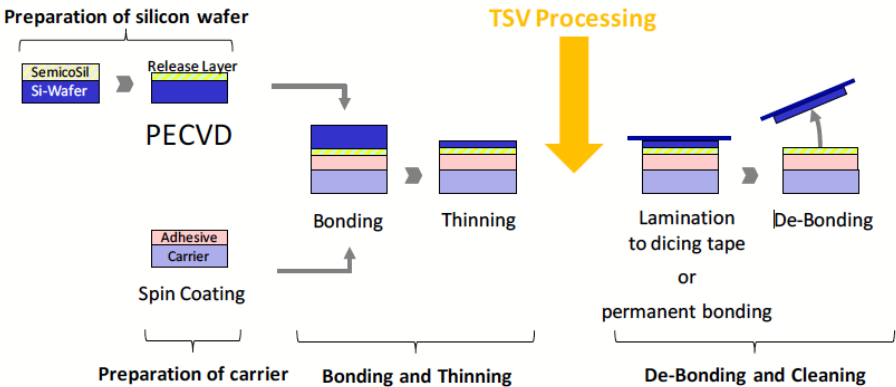 Preparation of silicon wafer
TSV Processing
SemicoSil
Si-Wafer
Release Layer
PECVD
Bonding
Thinning
Lamination
to dicing tape
or
permanent bonding
De-Bonding
Adhesive
Carrier
Spin Coating
Preparation of carrier
Bonding and Thinning
De-Bonding and Cleaning